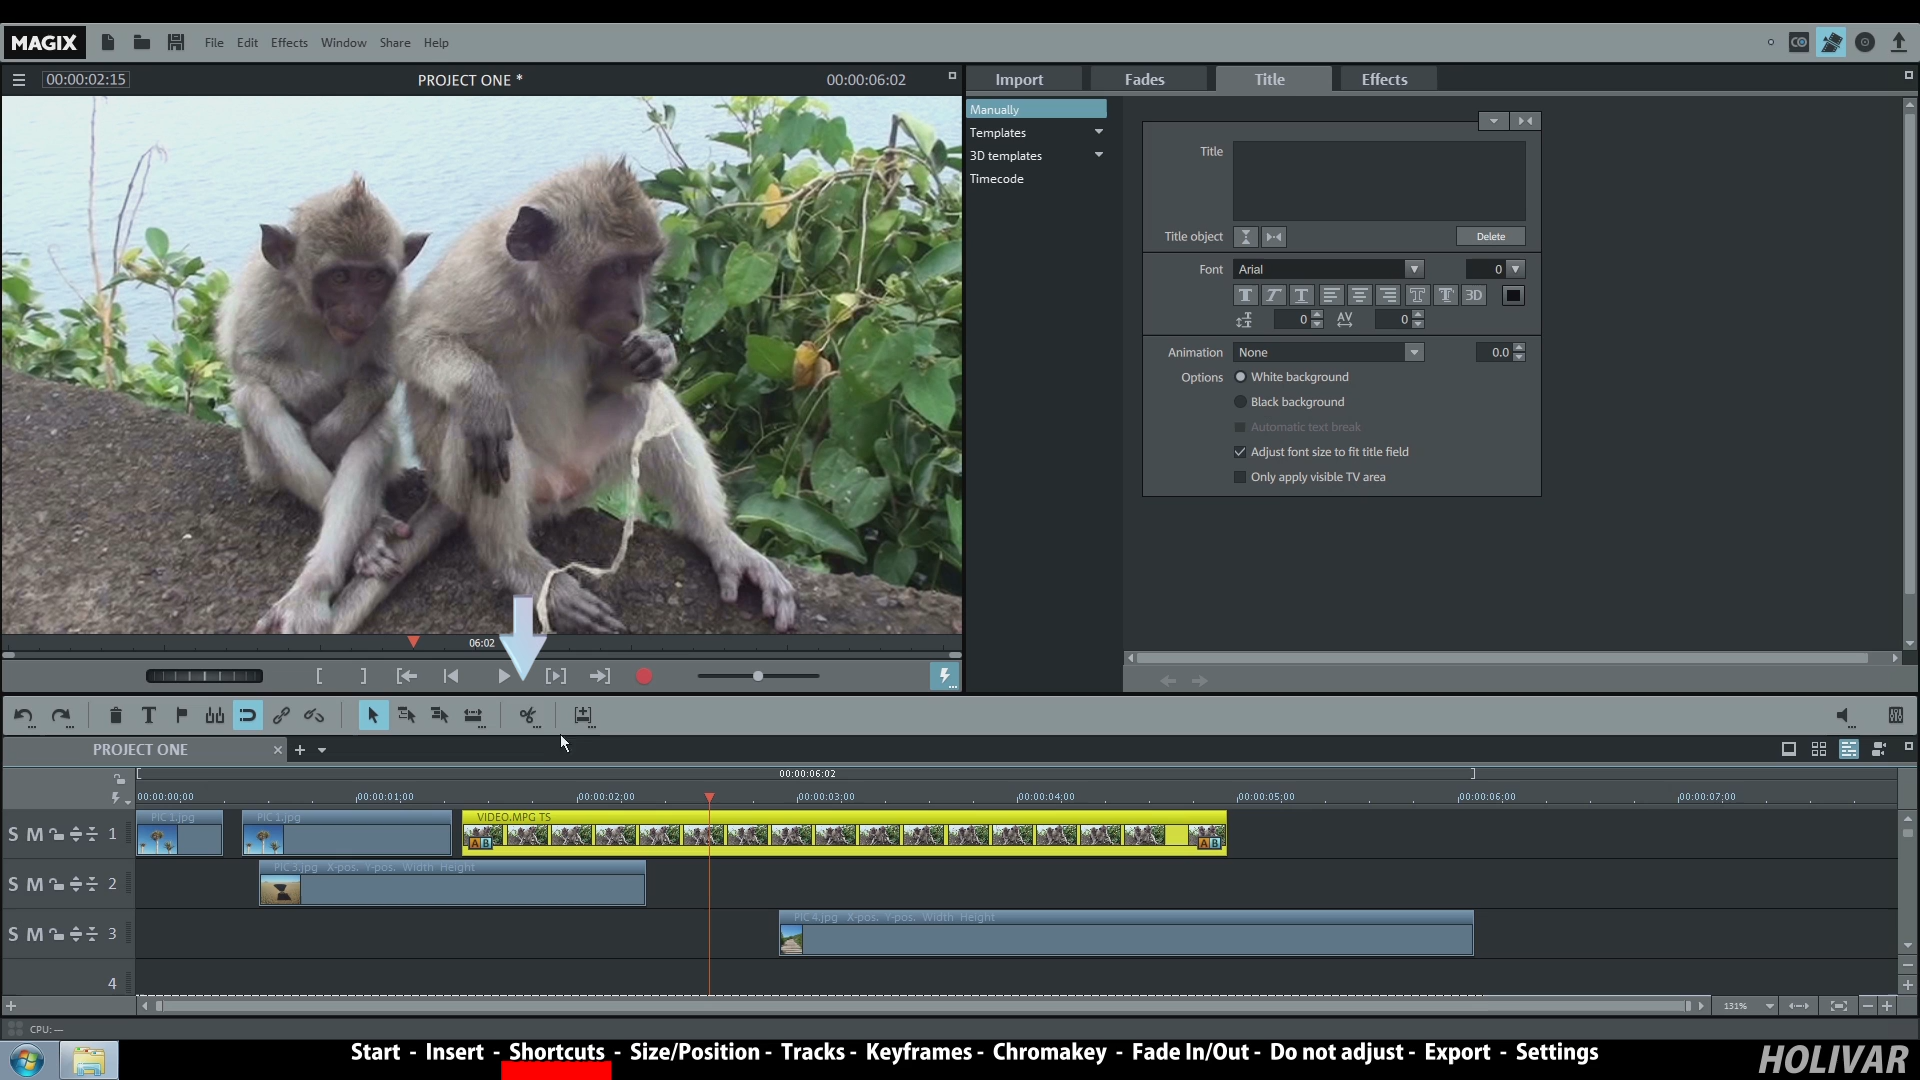 MAGIX File Edit Effects Window Share Help
00:00:02:15 PROJECT ONE * 00:00:06:02
Import Fades Title Effects
Manually
Templates
3D templates
Timecode
Title
Title object Delete
Font Arial 0
3D
0 AV 0
Animation None 0.0
Options White background
Black background
Automatic text break
Adjust font size to fit title field
Only apply visible TV area
06:02
PROJECT ONE
00:00:06:02
00:00:00:00 00:00:01;00 00:00:02;00 00:00:03;00 00:00:04;00 00:00:05;00 00:00:06;00 00:00:07;00
PIC 1.jpg PIC 1.jpg VIDEO.MPG TS
S M 1
A B A B
PIC 3.jpg X-pos. Y-pos. Width Height
S M 2
PIC 4.jpg X-pos. Y-pos. Width Height
S M 3
4
131%
CPU: —
Start - Insert - Shortcuts - Size/Position - Tracks - Keyframes - Chromakey - Fade In/Out - Do not adjust - Export - Settings
HOLIVAR